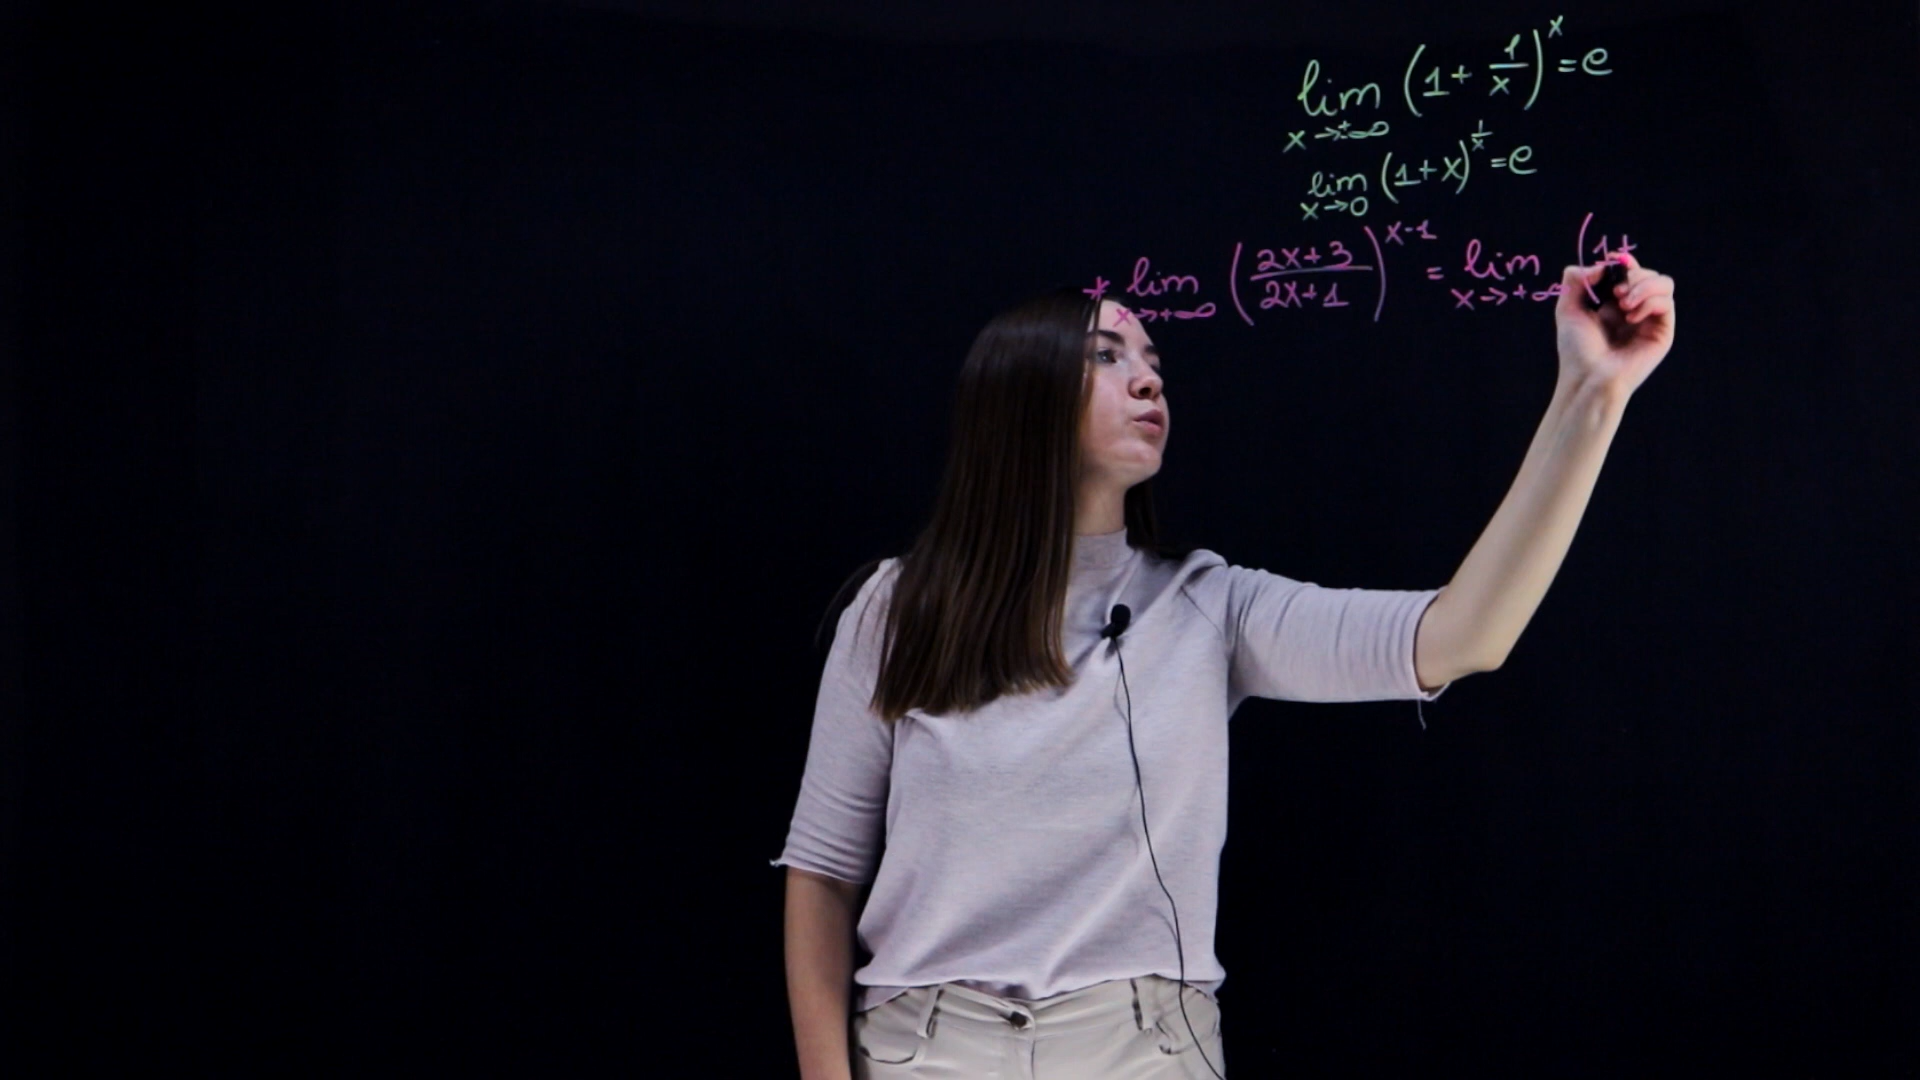 lim (1 + 1/x)^x = e
x→±∞
lim (1+x)^(1/x) = e
x→0
* lim ((2x+3)/(2x+1))^(x-1) = lim (1+
x→+∞ x→+∞